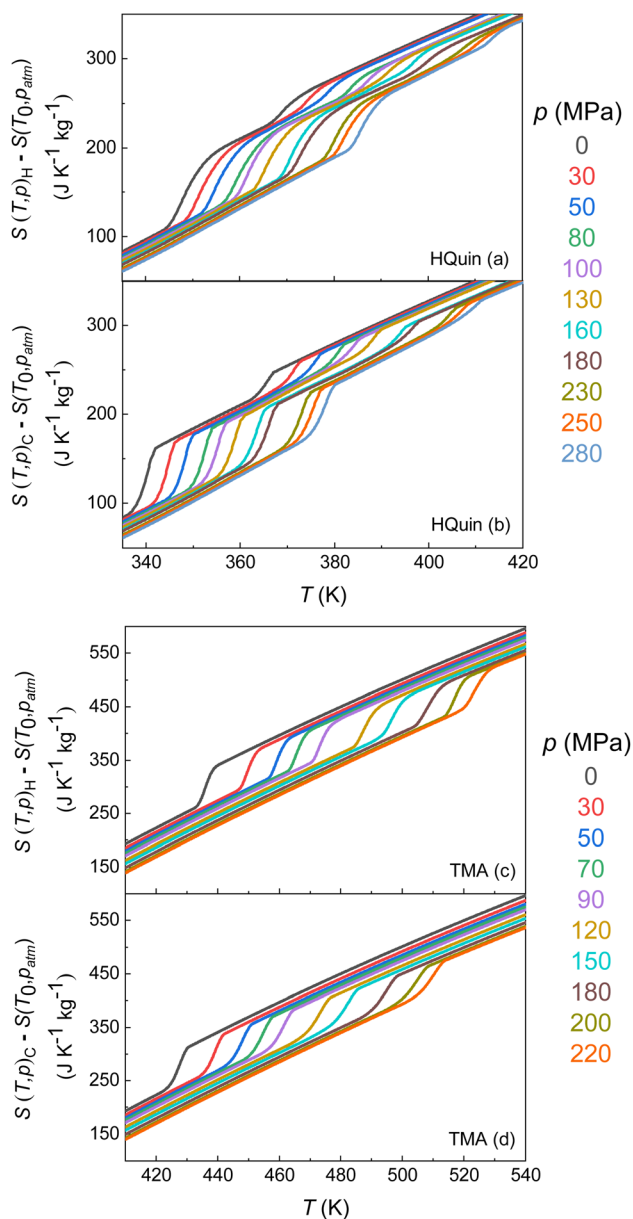 S (T,p)H - S(T0,patm)
(J K⁻¹ kg⁻¹)
300
200
100
HQuin (a)
S (T,p)C - S(T0,patm)
(J K⁻¹ kg⁻¹)
300
200
100
HQuin (b)
340 360 380 400 420
T (K)
p (MPa)
0
30
50
80
100
130
160
180
230
250
280
S (T,p)H - S(T0,patm)
(J K⁻¹ kg⁻¹)
550
450
350
250
150
TMA (c)
S (T,p)C - S(T0,patm)
(J K⁻¹ kg⁻¹)
550
450
350
250
150
TMA (d)
420 440 460 480 500 520 540
T (K)
p (MPa)
0
30
50
70
90
120
150
180
200
220